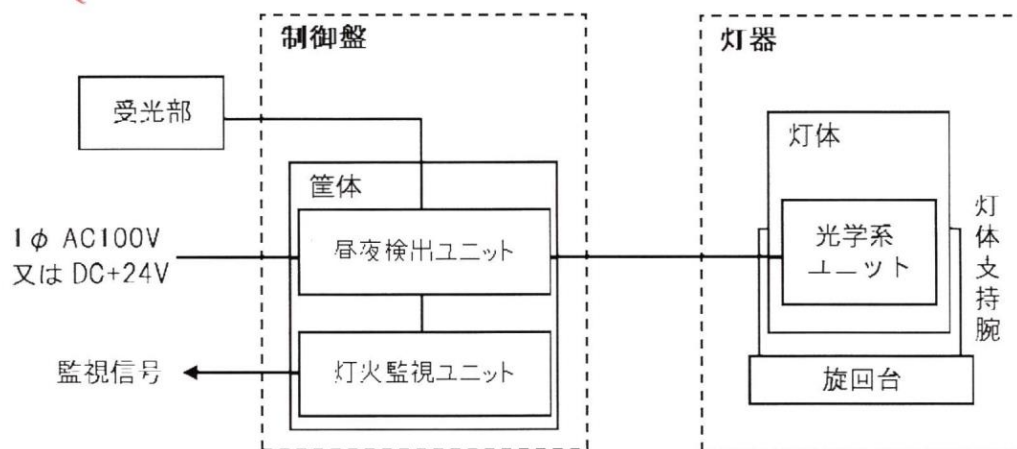 制御盤
灯器
受光部
灯体
筐体
1φ AC100V
又は DC+24V
昼夜検出ユニット
光学系
ユニット
灯体支持腕
監視信号
灯火監視ユニット
旋回台